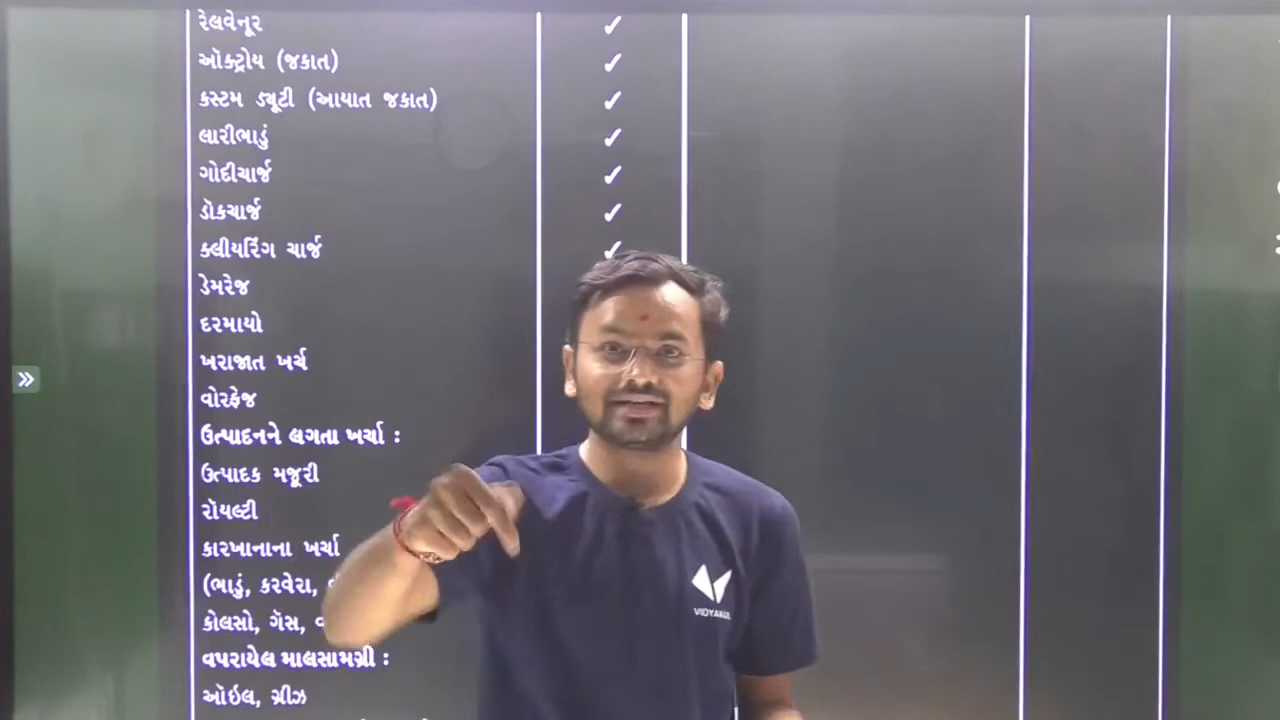 રેલવેનૂર ✓
ઑક્ટ્રોય (જકાત) ✓
કસ્ટમ ડ્યૂટી (આયાત જકાત) ✓
લારીભાડું ✓
ગોદીચાર્જ ✓
ડૉકચાર્જ ✓
ક્લીયરિંગ ચાર્જ ✓
ડેમરેજ
દરમાયો
ખરાજાત ખર્ચ
વોરફેજ
ઉત્પાદનને લગતા ખર્ચા :
ઉત્પાદક મજૂરી
રૉયલ્ટી
કારખાનાના ખર્ચા
(ભાડું, કરવેરા,
કોલસો, ગૅસ,
વપરાયેલ માલસામગ્રી :
ઑઇલ, ગ્રીઝ